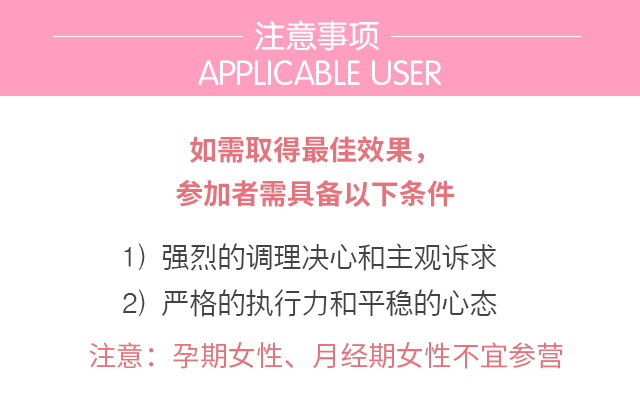 注意事项
APPLICABLE USER
如需取得最佳效果，
参加者需具备以下条件
1）强烈的调理决心和主观诉求
2）严格的执行力和平稳的心态
注意：孕期女性、月经期女性不宜参营